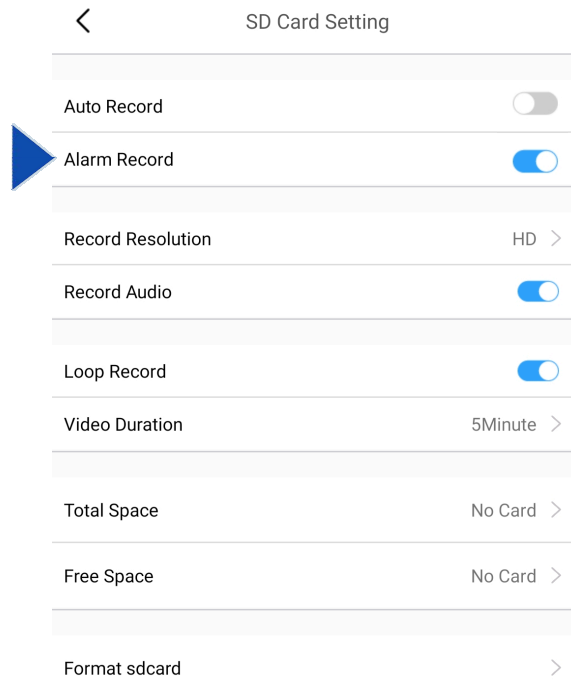 SD Card Setting
Auto Record
Alarm Record
Record Resolution HD
Record Audio
Loop Record
Video Duration 5Minute
Total Space No Card
Free Space No Card
Format sdcard